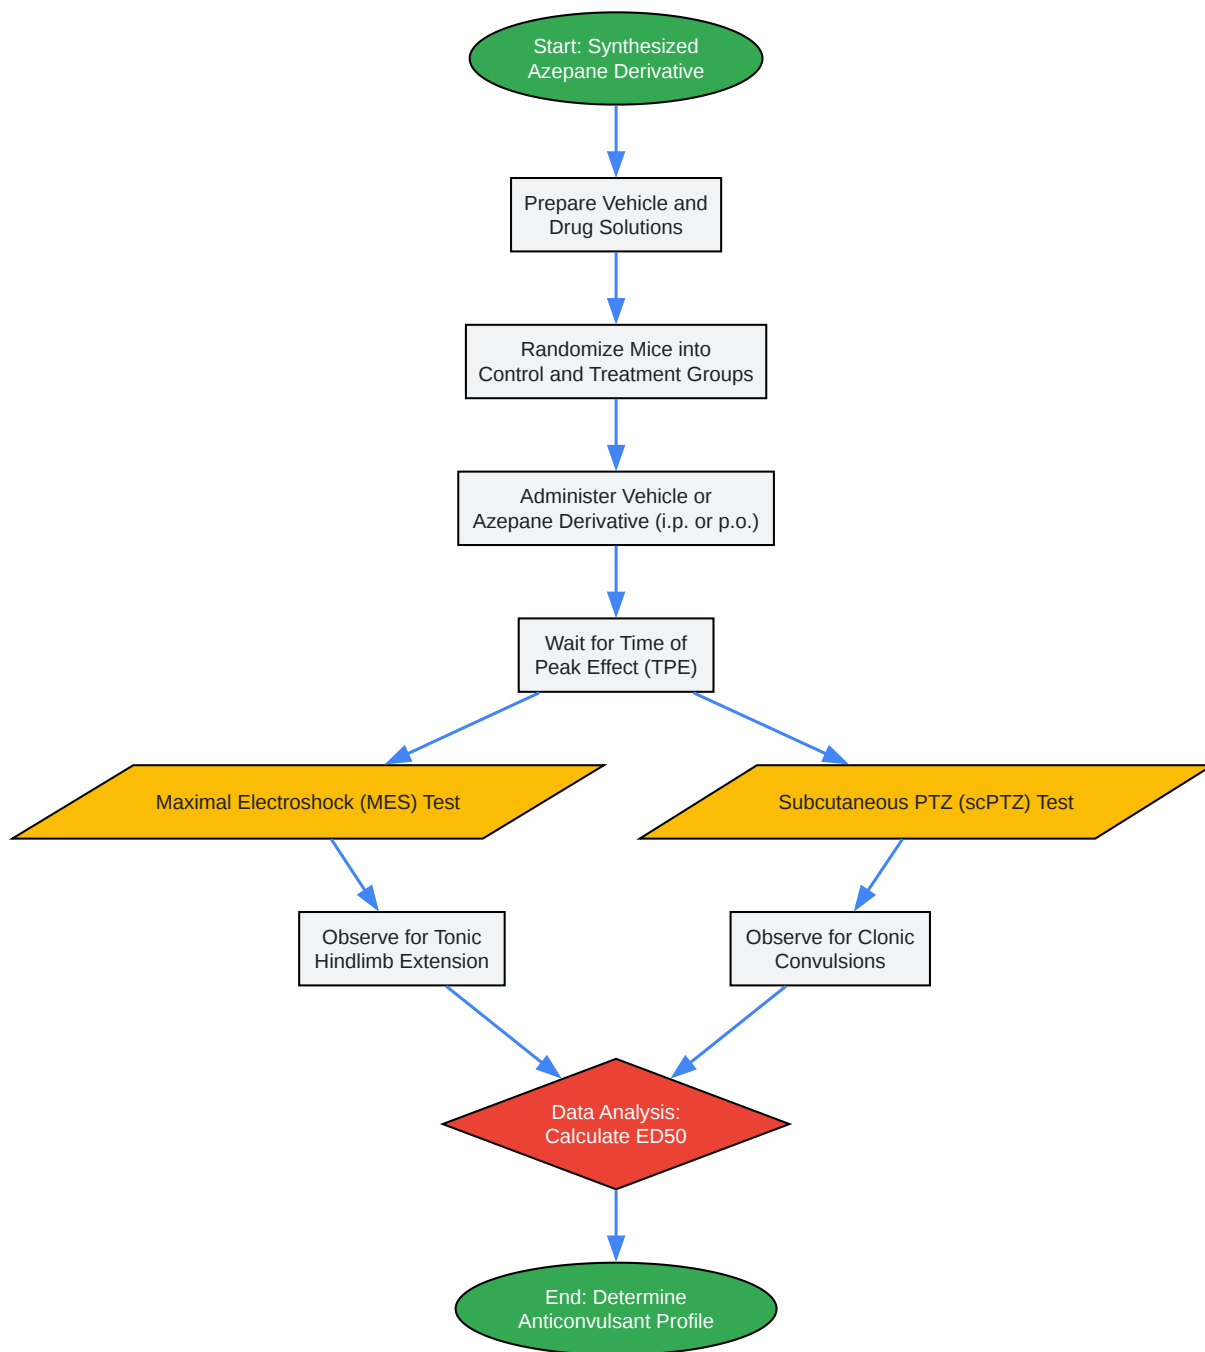 Start: Synthesized
Azepane Derivative
Prepare Vehicle and
Drug Solutions
Randomize Mice into
Control and Treatment Groups
Administer Vehicle or
Azepane Derivative (i.p. or p.o.)
Wait for Time of
Peak Effect (TPE)
Maximal Electroshock (MES) Test
Subcutaneous PTZ (scPTZ) Test
Observe for Tonic
Hindlimb Extension
Observe for Clonic
Convulsions
Data Analysis:
Calculate ED50
End: Determine
Anticonvulsant Profile